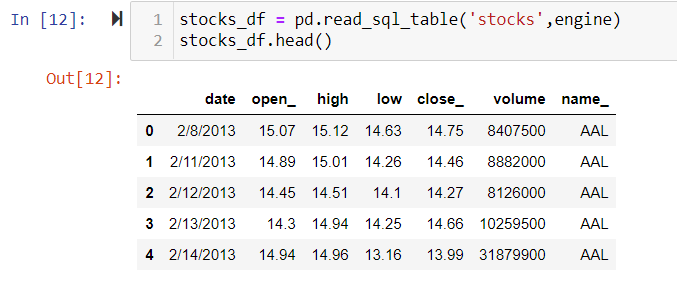 In [12]:
1 stocks_df = pd.read_sql_table('stocks',engine)
2 stocks_df.head()
Out[12]:
date open_ high low close_ volume name_
0 2/8/2013 15.07 15.12 14.63 14.75 8407500 AAL
1 2/11/2013 14.89 15.01 14.26 14.46 8882000 AAL
2 2/12/2013 14.45 14.51 14.1 14.27 8126000 AAL
3 2/13/2013 14.3 14.94 14.25 14.66 10259500 AAL
4 2/14/2013 14.94 14.96 13.16 13.99 31879900 AAL